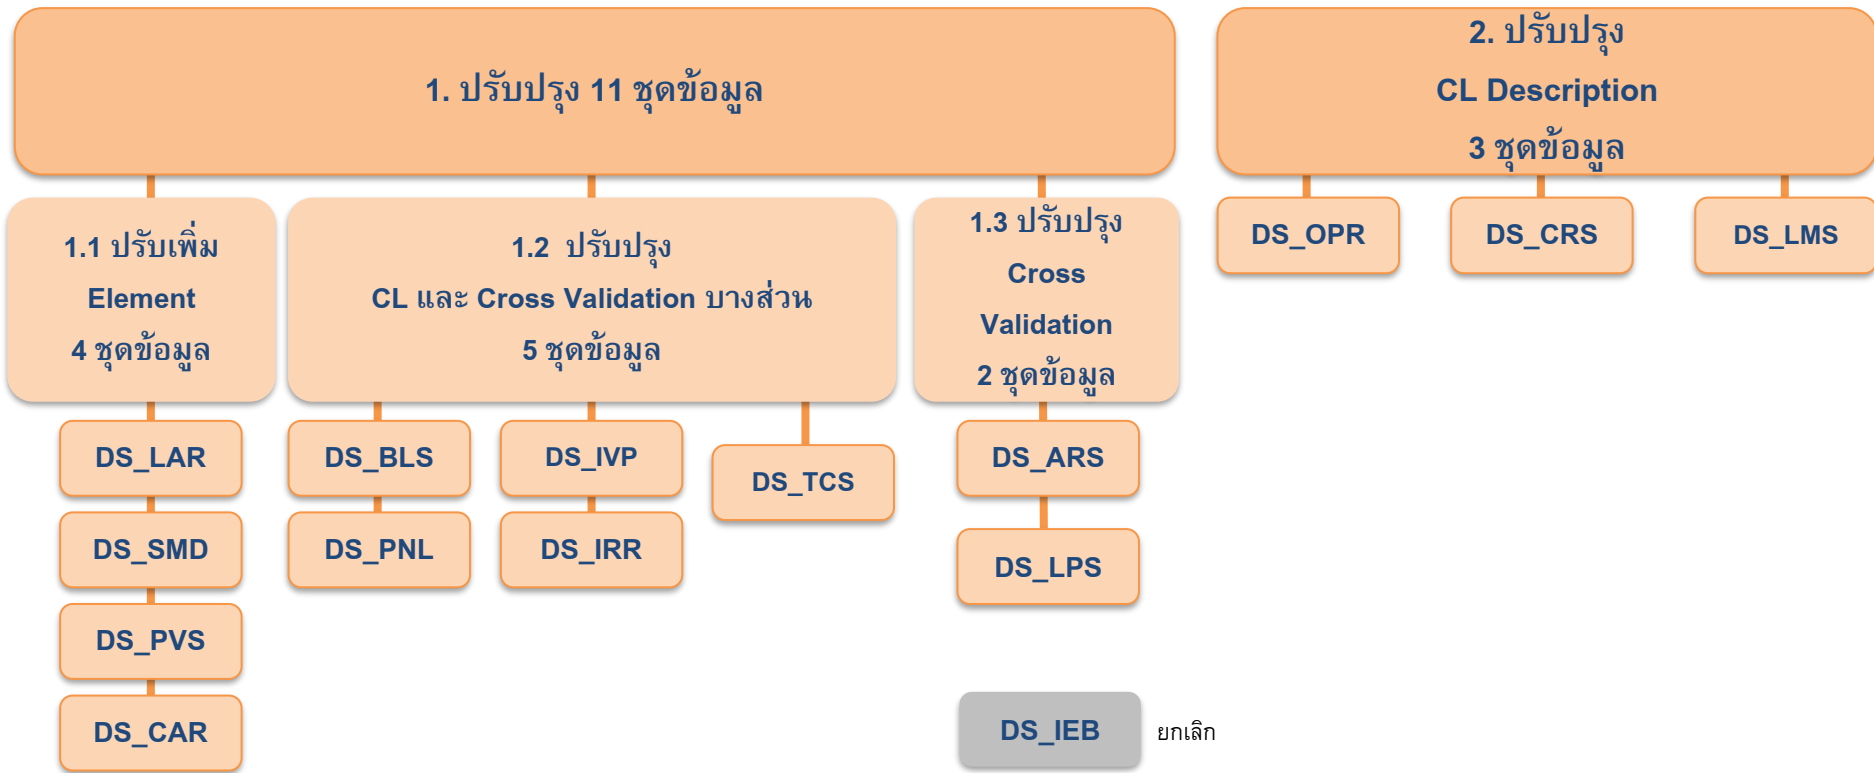 1. ปรับปรุง 11 ชุดข้อมูล
2. ปรับปรุง
CL Description
3 ชุดข้อมูล
1.1 ปรับเพิ่ม
Element
4 ชุดข้อมูล
1.2 ปรับปรุง
CL และ Cross Validation บางส่วน
5 ชุดข้อมูล
1.3 ปรับปรุง
Cross
Validation
2 ชุดข้อมูล
DS_OPR
DS_CRS
DS_LMS
DS_LAR
DS_SMD
DS_PVS
DS_CAR
DS_BLS
DS_PNL
DS_IVP
DS_IRR
DS_TCS
DS_ARS
DS_LPS
DS_IEB
ยกเลิก